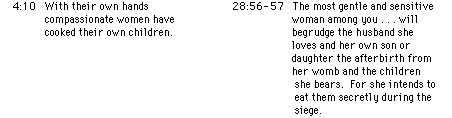 4:10 With their own hands
compassionate women have
cooked their own children.
28:56-57 The most gentle and sensitive
woman among you . . . will
begrudge the husband she
loves and her own son or
daughter the afterbirth from
her womb and the children
she bears. For she intends to
eat them secretly during the
siege.